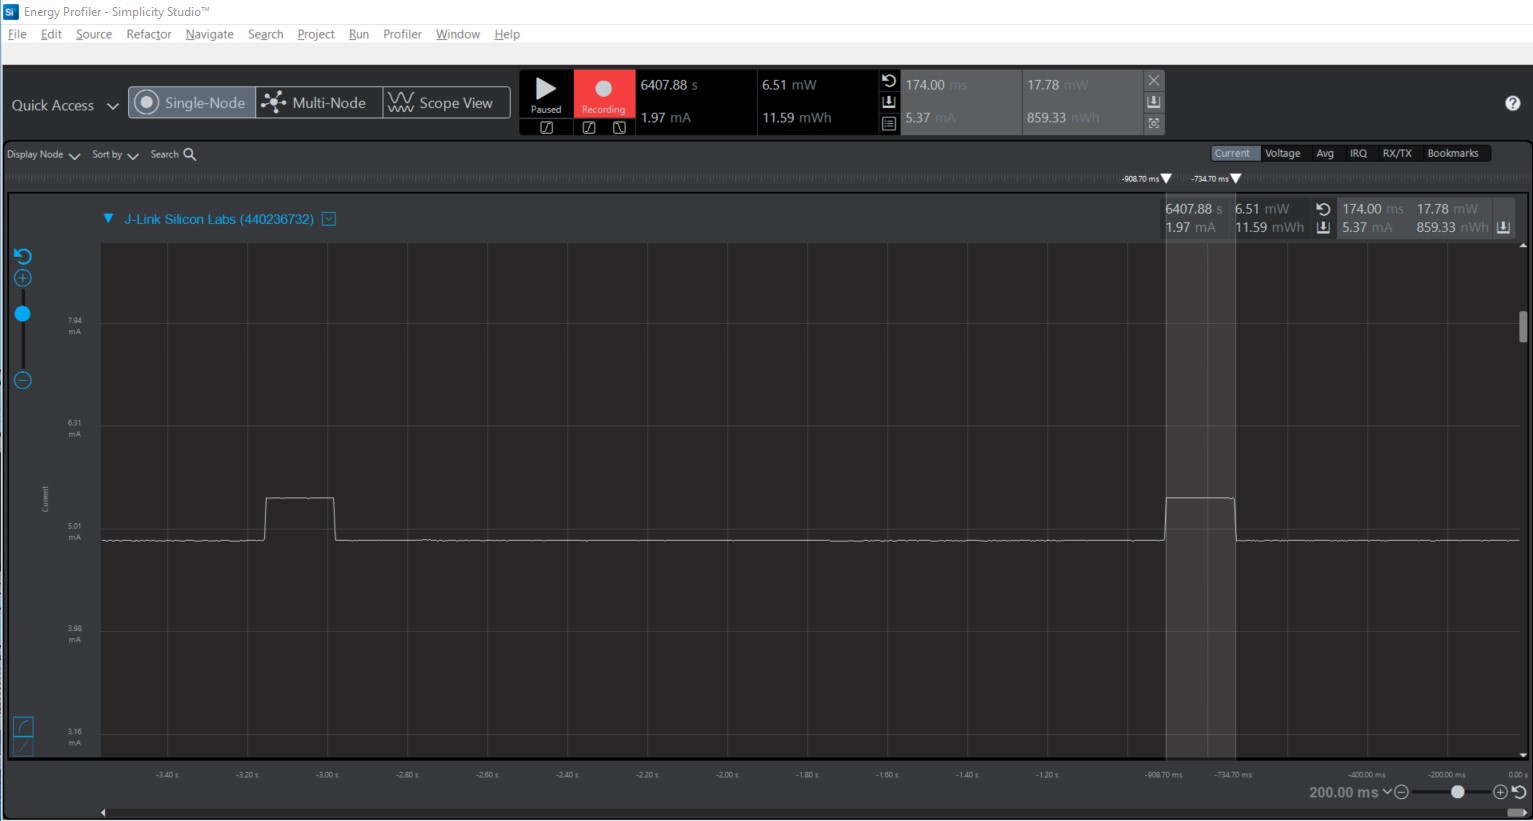 Si Energy Profiler - Simplicity Studio™
File Edit Source Refactor Navigate Search Project Run Profiler Window Help
Quick Access Single-Node Multi-Node Scope View
Paused Recording
6407.88 s 6.51 mW
1.97 mA 11.59 mWh
174.00 ms 17.78 mW
5.37 mA 859.33 nWh
?
Display Node Sort by Search
Current Voltage Avg IRQ RX/TX Bookmarks
-908.70 ms -734.70 ms
J-Link Silicon Labs (440236732)
6407.88 s 6.51 mW 174.00 ms 17.78 mW
1.97 mA 11.59 mWh 5.37 mA 859.33 nWh
7.94
mA
6.31
mA
Current
5.01
mA
3.98
mA
3.16
mA
-3.40 s -3.20 s -3.00 s -2.80 s -2.60 s -2.40 s -2.20 s -2.00 s -1.80 s -1.60 s -1.40 s -1.20 s -908.70 ms -734.70 ms -400.00 ms -200.00 ms 0.00 s
200.00 ms